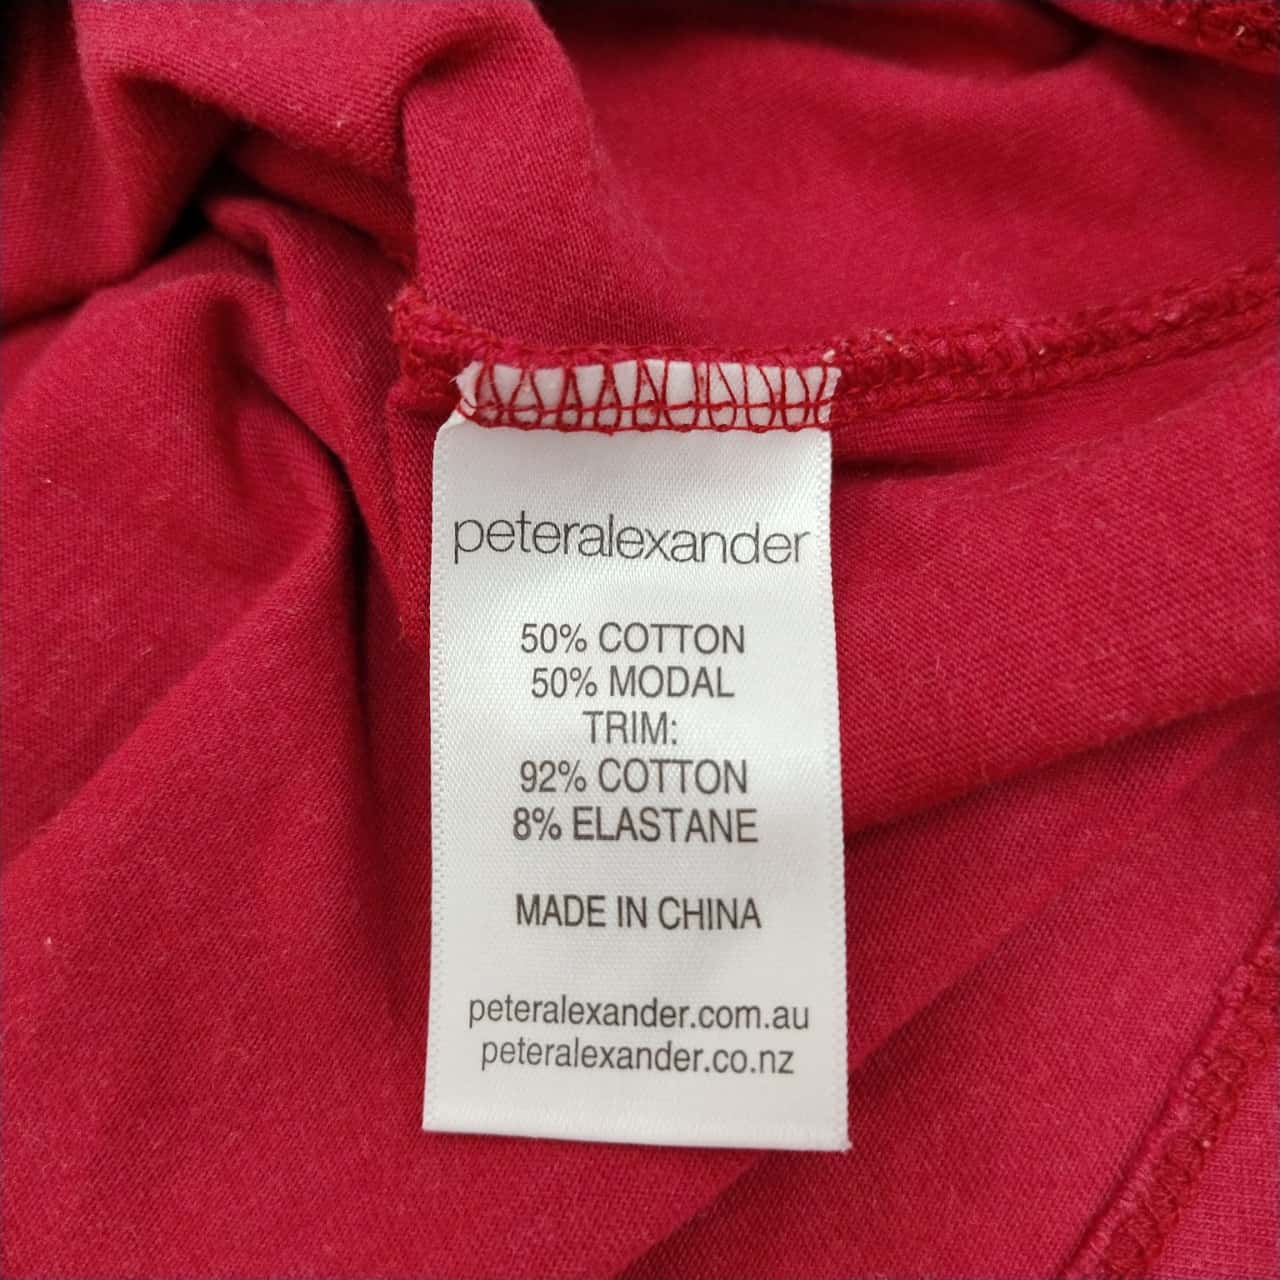 peteralexander
50% COTTON
50% MODAL
TRIM:
92% COTTON
8% ELASTANE
MADE IN CHINA
peteralexander.com.au
peteralexander.co.nz